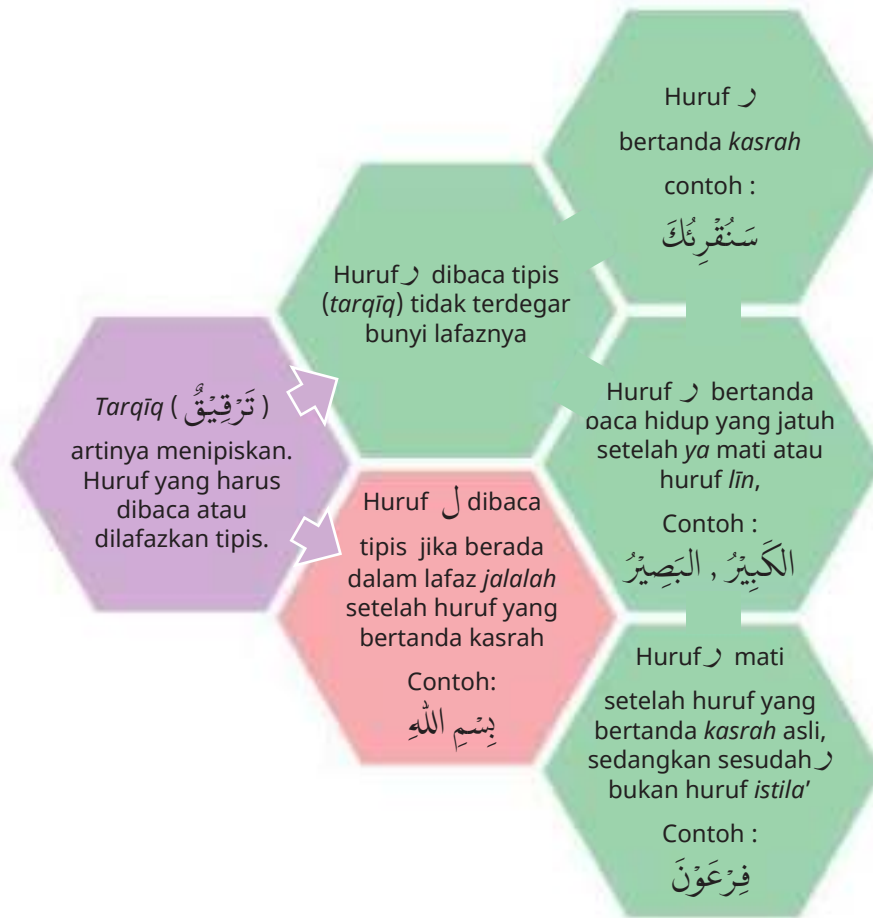 Tarqīq ( تَرْقِيْقٌ )
artinya menipiskan.
Huruf yang harus
dibaca atau
dilafazkan tipis.
Huruf ر dibaca tipis
(tarqīq) tidak terdegar
bunyi lafaznya
Huruf ر
bertanda kasrah
contoh :
سَنُقْرِئُكَ
Huruf ر bertanda
baca hidup yang jatuh
setelah ya mati atau
huruf līn,
Contoh :
الكَبِيْرُ , البَصِيْرُ
Huruf ر mati
setelah huruf yang
bertanda kasrah asli,
sedangkan sesudah ر
bukan huruf istila'
Contoh :
فِرْعَوْنَ
Huruf ل dibaca
tipis jika berada
dalam lafaz jalalah
setelah huruf yang
bertanda kasrah
Contoh:
بِسْمِ اللهِ